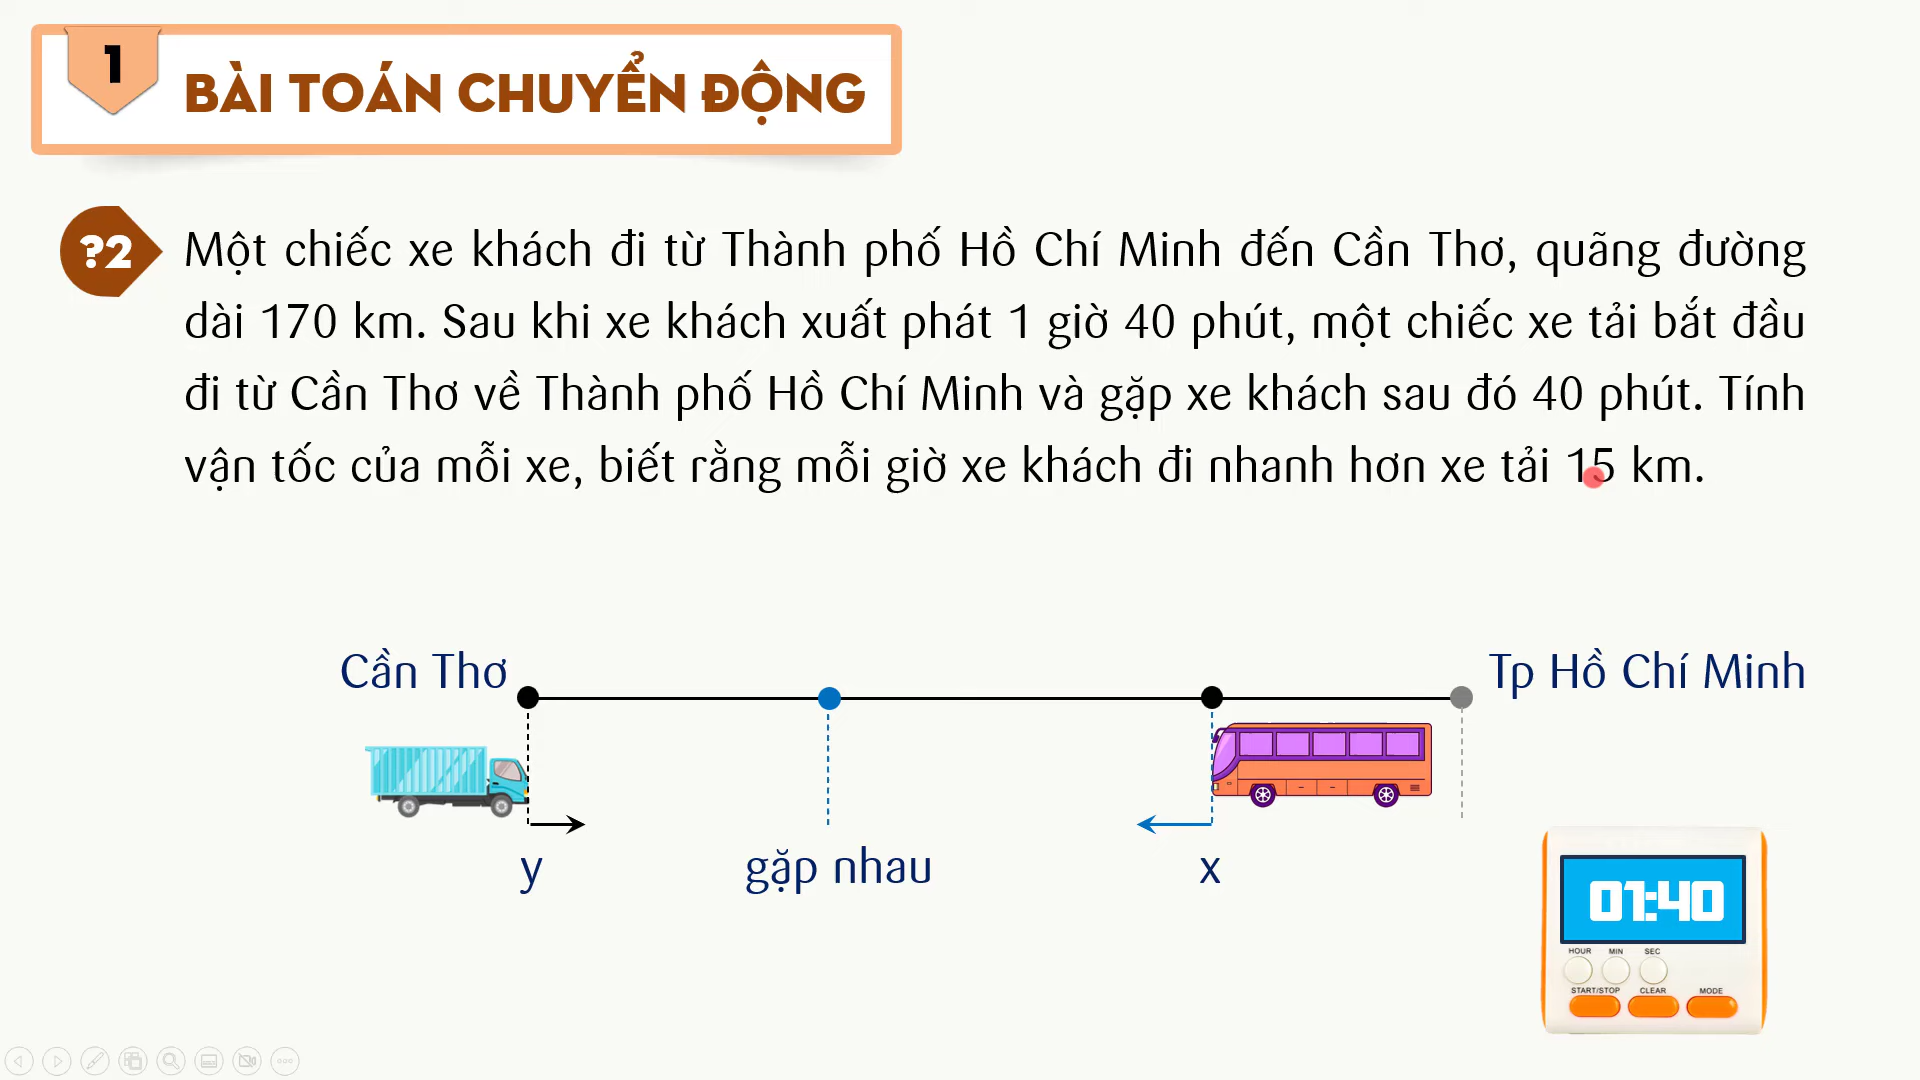 1
BÀI TOÁN CHUYỂN ĐỘNG
?2
Một chiếc xe khách đi từ Thành phố Hồ Chí Minh đến Cần Thơ, quãng đường
dài 170 km. Sau khi xe khách xuất phát 1 giờ 40 phút, một chiếc xe tải bắt đầu
đi từ Cần Thơ về Thành phố Hồ Chí Minh và gặp xe khách sau đó 40 phút. Tính
vận tốc của mỗi xe, biết rằng mỗi giờ xe khách đi nhanh hơn xe tải 15 km.
Cần Thơ
Tp Hồ Chí Minh
y
gặp nhau
x
01:40
HOUR MIN SEC
START/STOP CLEAR MODE